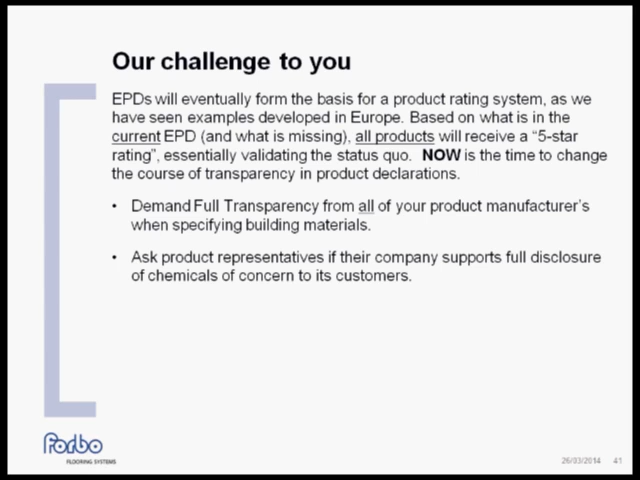 Our challenge to you
EPDs will eventually form the basis for a product rating system, as we
have seen examples developed in Europe. Based on what is in the
current EPD (and what is missing), all products will receive a “5-star
rating”, essentially validating the status quo. NOW is the time to change
the course of transparency in product declarations.
• Demand Full Transparency from all of your product manufacturer's
when specifying building materials.
• Ask product representatives if their company supports full disclosure
of chemicals of concern to its customers.
Forbo
FLOORING SYSTEMS
26/03/2014 41